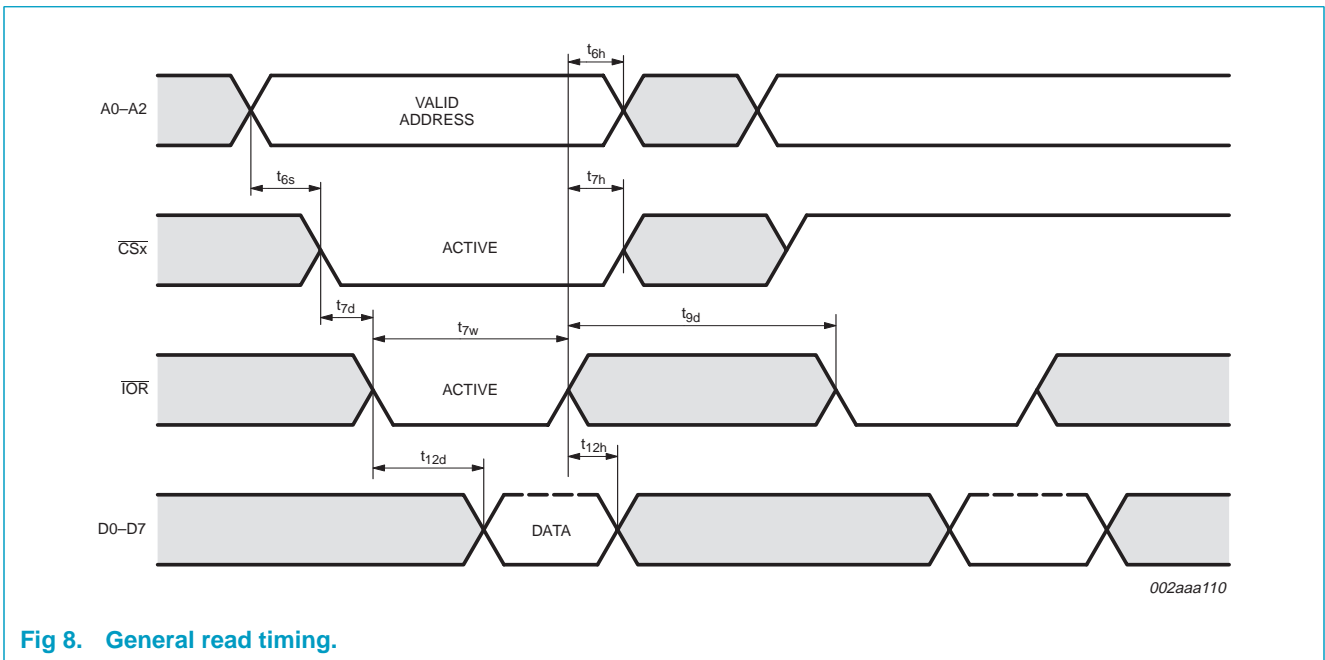 t6h
A0–A2
VALID
ADDRESS
t6s
t7h
CSx
ACTIVE
t7d
t7w
t9d
IOR
ACTIVE
t12d
t12h
D0–D7
DATA
002aaa110
Fig 8. General read timing.